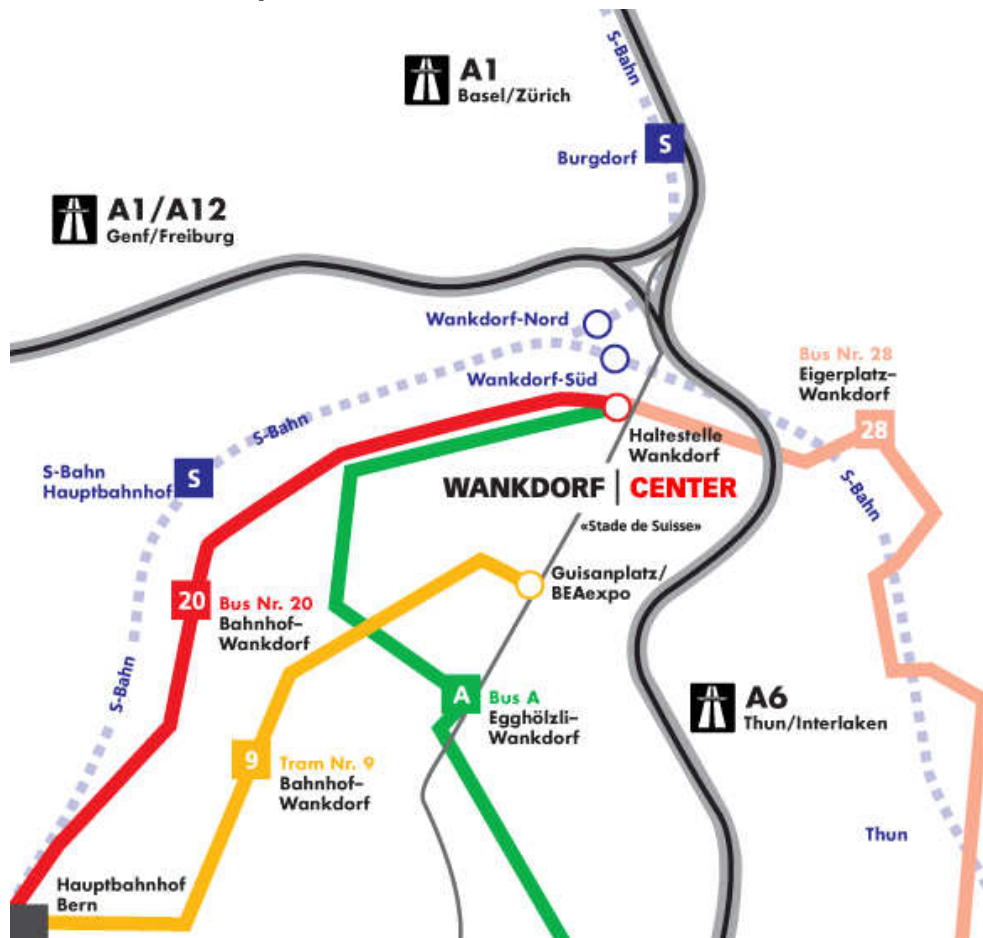 S-Bahn
A1
Basel/Zürich
S
Burgdorf
A1/A12
Genf/Freiburg
Wankdorf-Nord
Wankdorf-Süd
Bus Nr. 28
Eigerplatz–
Wankdorf
28
S-Bahn
Haltestelle
Wankdorf
S-Bahn
Hauptbahnhof
S
WANKDORF | CENTER
«Stade de Suisse»
S-Bahn
Guisanplatz/
BEAexpo
20
Bus Nr. 20
Bahnhof–
Wankdorf
S-Bahn
A
Bus A
Egghölzli–
Wankdorf
A6
Thun/Interlaken
9
Tram Nr. 9
Bahnhof–
Wankdorf
Thun
Hauptbahnhof
Bern